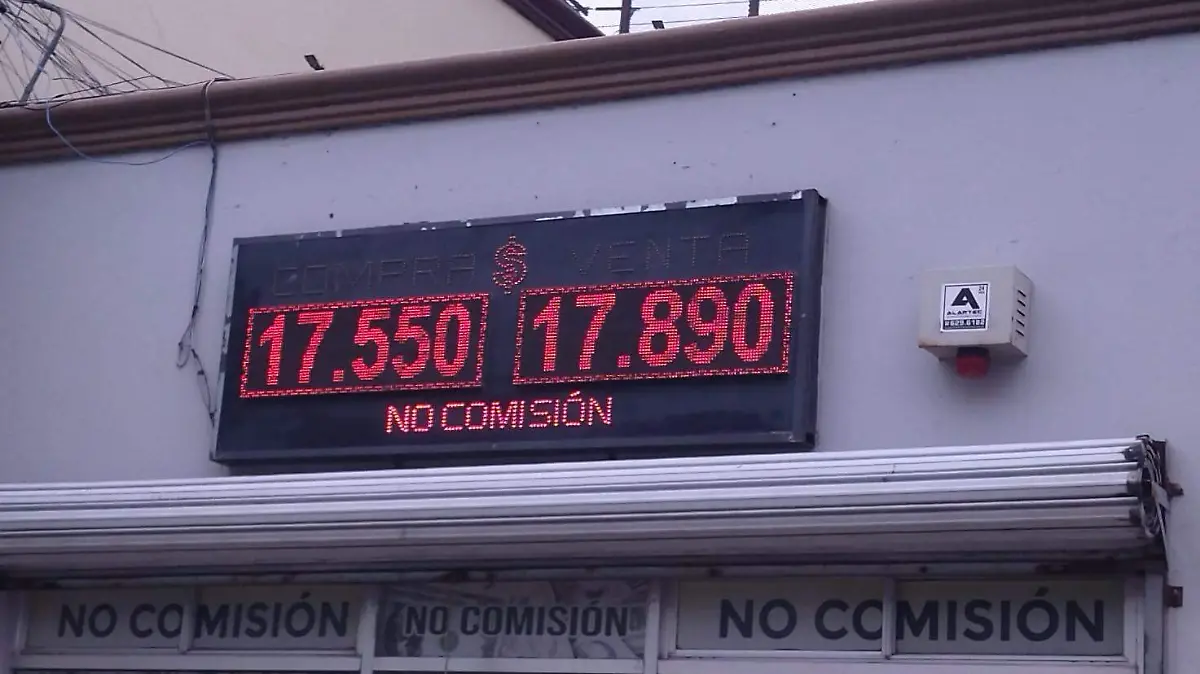 COMPRA $ VENTA
17.550 17.890
NO COMISIÓN
A
ALARTEC
NO COMISIÓN NO COMISIÓN NO COMISIÓN